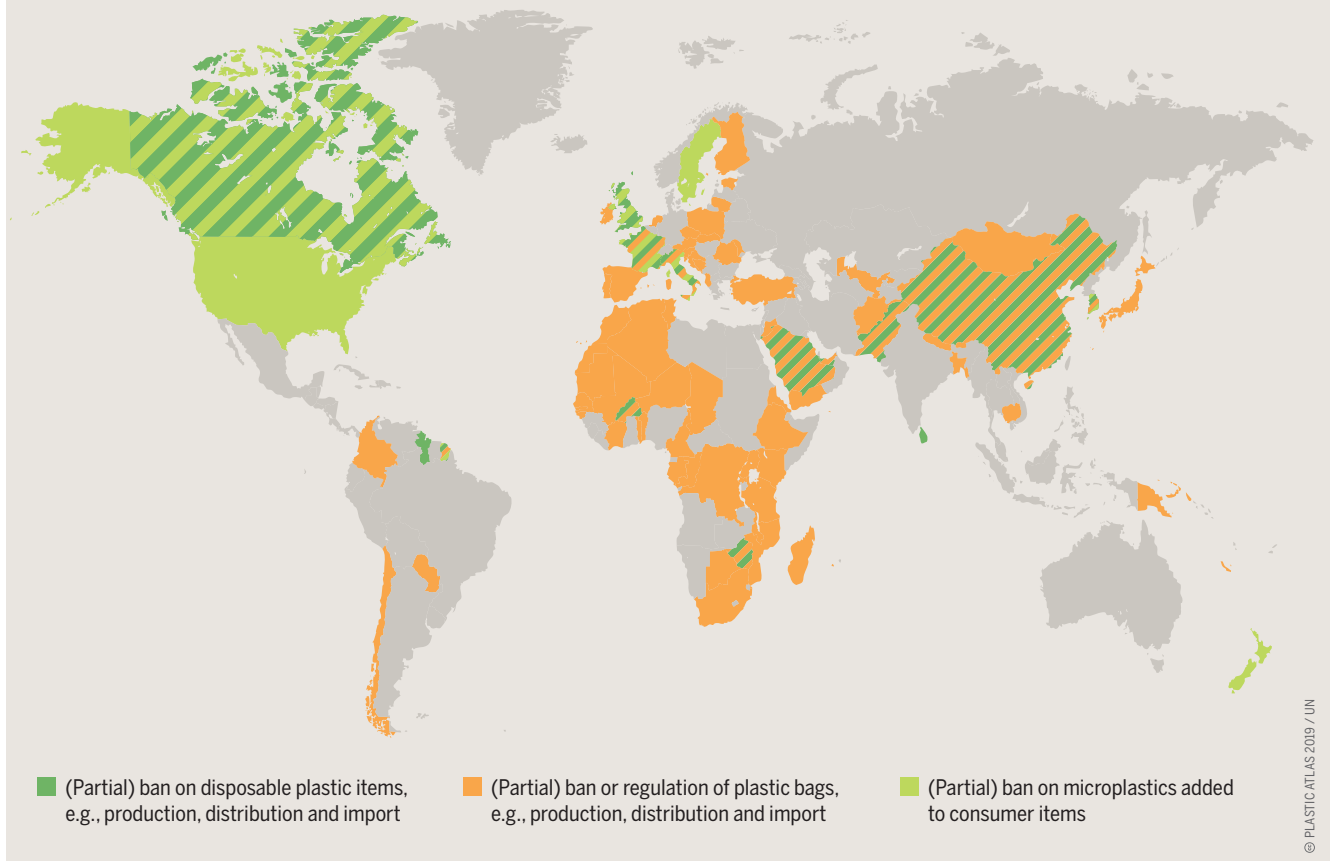 (Partial) ban on disposable plastic items,
e.g., production, distribution and import
(Partial) ban or regulation of plastic bags,
e.g., production, distribution and import
(Partial) ban on microplastics added
to consumer items
PLASTIC ATLAS 2019 / UN